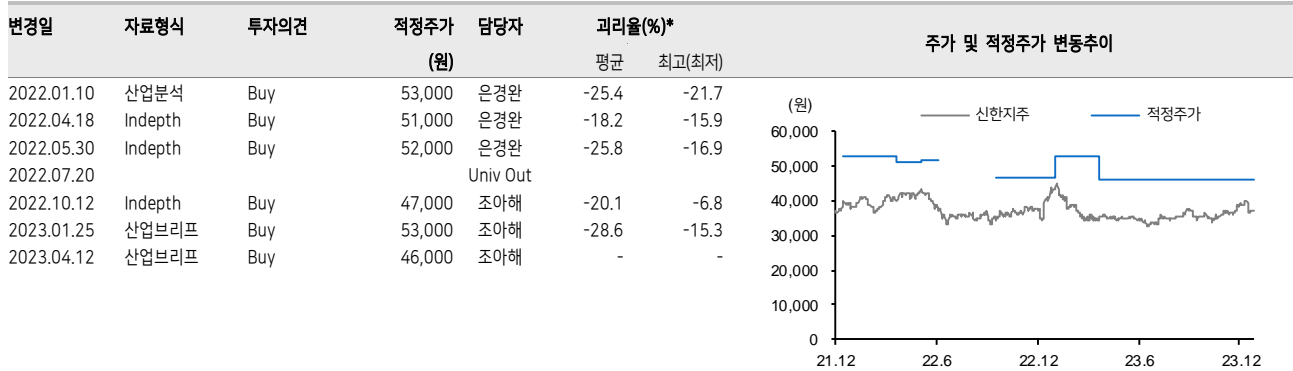 변경일 자료형식 투자의견 적정주가 담당자 괴리율(%)* 주가 및 적정주가 변동추이
(원) 평균 최고(최저)
2022.01.10 산업분석 Buy 53,000 은경완 -25.4 -21.7
2022.04.18 Indepth Buy 51,000 은경완 -18.2 -15.9
2022.05.30 Indepth Buy 52,000 은경완 -25.8 -16.9
2022.07.20 Univ Out
2022.10.12 Indepth Buy 47,000 조아해 -20.1 -6.8
2023.01.25 산업브리프 Buy 53,000 조아해 -28.6 -15.3
2023.04.12 산업브리프 Buy 46,000 조아해 - -
(원) 신한지주 적정주가
60,000
50,000
40,000
30,000
20,000
10,000
0
21.12 22.6 22.12 23.6 23.12